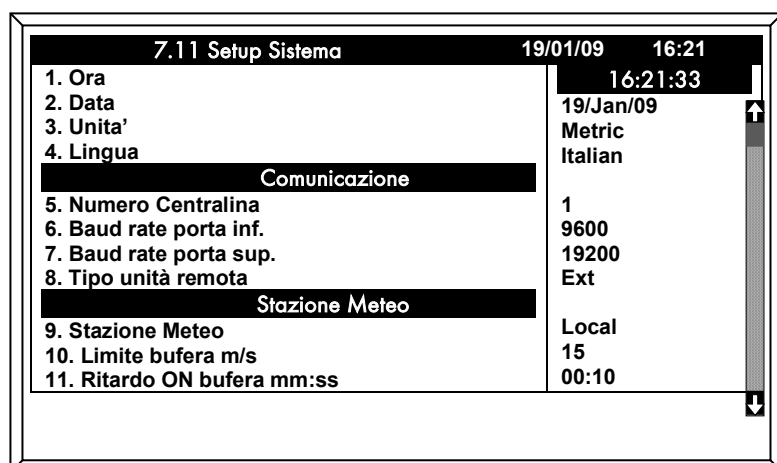 7.11 Setup Sistema 19/01/09 16:21
1. Ora 16:21:33
2. Data 19/Jan/09
3. Unita' Metric
4. Lingua Italian
Comunicazione
5. Numero Centralina 1
6. Baud rate porta inf. 9600
7. Baud rate porta sup. 19200
8. Tipo unità remota Ext
Stazione Meteo
9. Stazione Meteo Local
10. Limite bufera m/s 15
11. Ritardo ON bufera mm:ss 00:10